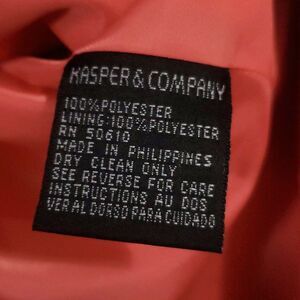 KASPER & COMPANY
100% POLYESTER
LINING: 100% POLYESTER
RN 50610
MADE IN PHILIPPINES
DRY CLEAN ONLY
SEE REVERSE FOR CARE
INSTRUCTIONS AU DOS
VER AL DORSO PARA CUIDADO